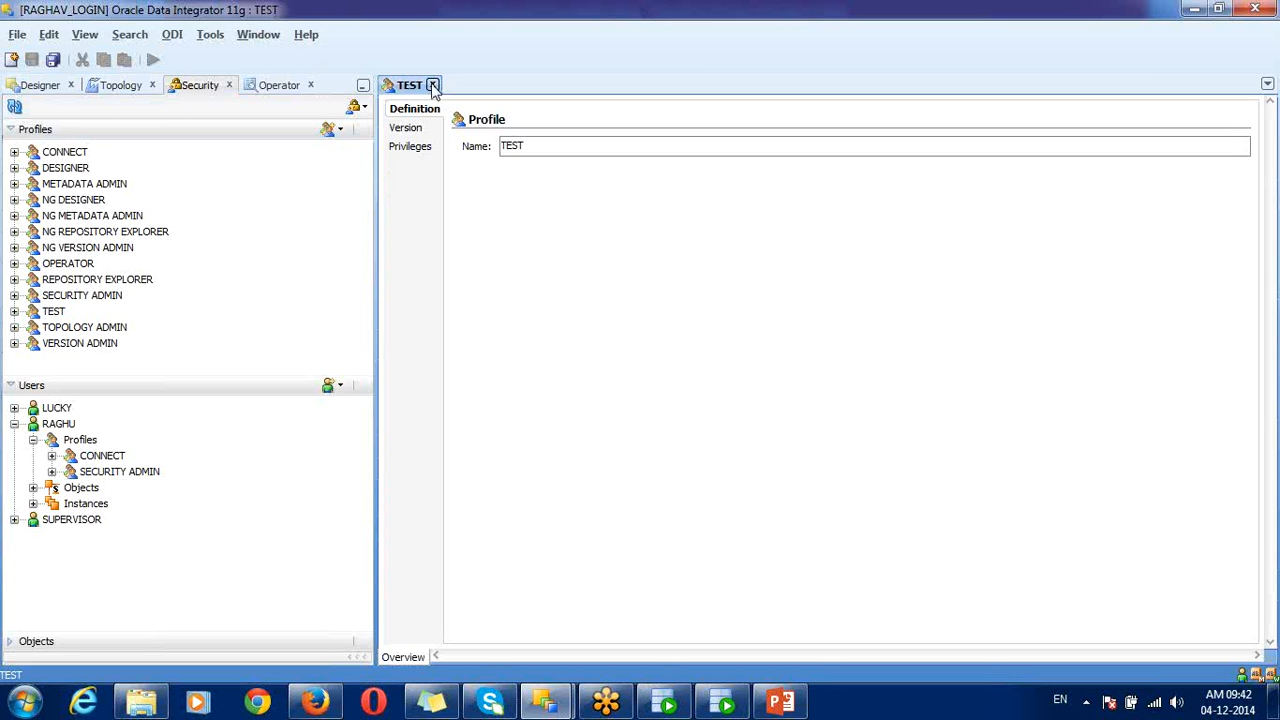 [RAGHAV_LOGIN] Oracle Data Integrator 11g : TEST
File Edit View Search ODI Tools Window Help
Designer Topology Security Operator
TEST
Definition
Version
Privileges
Profile
Name: TEST
Profiles
CONNECT
DESIGNER
METADATA ADMIN
NG DESIGNER
NG METADATA ADMIN
NG REPOSITORY EXPLORER
NG VERSION ADMIN
OPERATOR
REPOSITORY EXPLORER
SECURITY ADMIN
TEST
TOPOLOGY ADMIN
VERSION ADMIN
Users
LUCKY
RAGHU
Profiles
CONNECT
SECURITY ADMIN
Objects
Instances
SUPERVISOR
Objects
Overview
TEST
EN
AM 09:42
04-12-2014